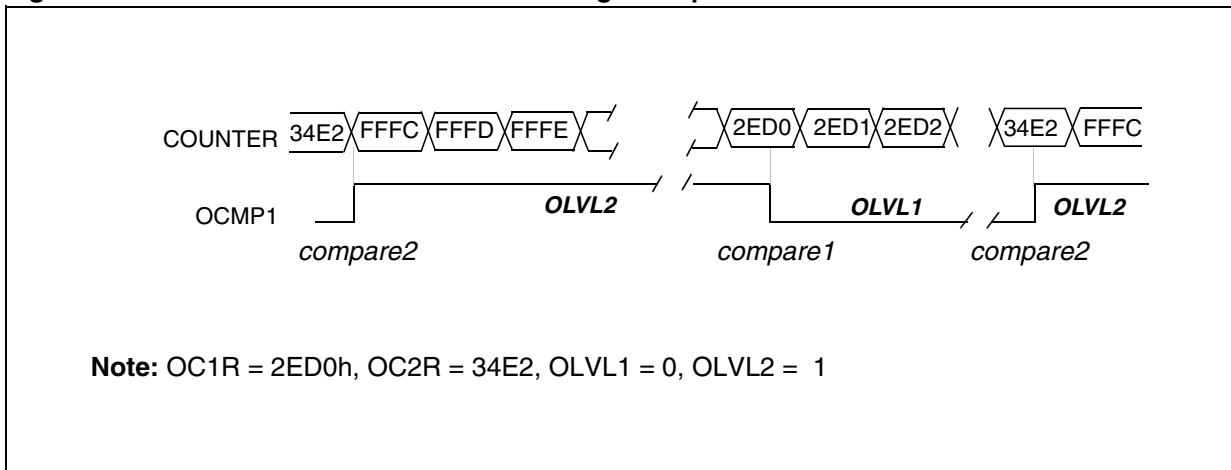 COUNTER 34E2 FFFC FFFD FFFE 2ED0 2ED1 2ED2 34E2 FFFC
OCMP1 OLVL2 OLVL1 OLVL2
compare2 compare1 compare2
Note: OC1R = 2ED0h, OC2R = 34E2, OLVL1 = 0, OLVL2 = 1